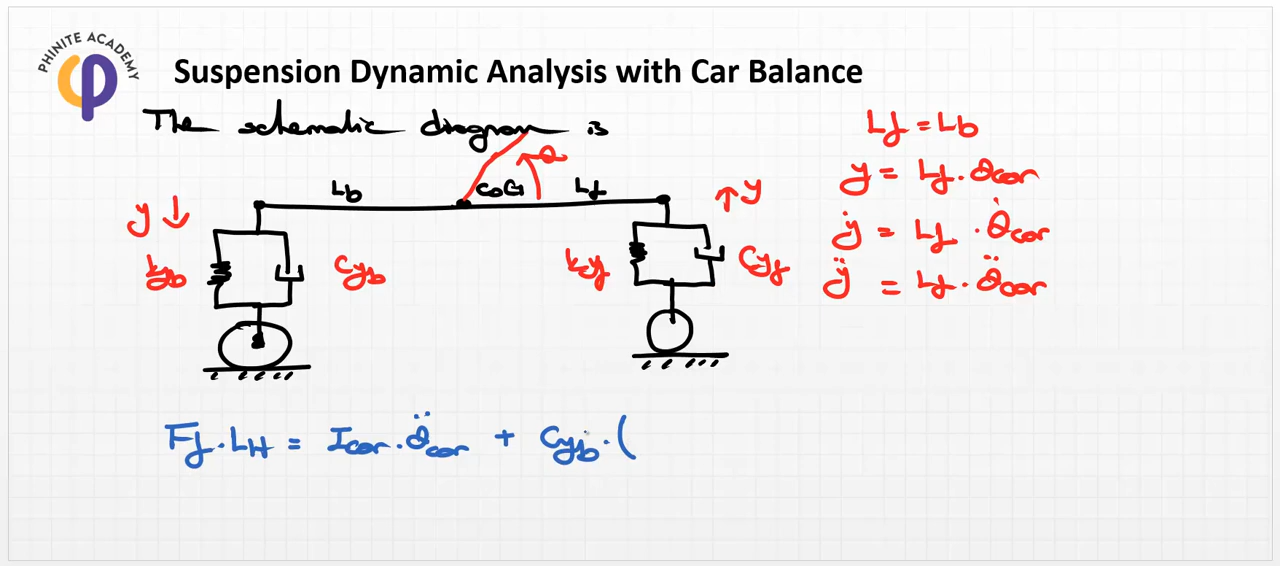 PHINITE ACADEMY
Suspension Dynamic Analysis with Car Balance
The schematic diagram is
Lf = Lb
y = Lf . θcar
ẏ = Lf . θ̇car
ÿ = Lf . θ̈car
θ
Lb CoG Lf
y ↓
↑ y
kyb Cyb
kyf Cyf
Ff . LH = Icar . θ̈car + Cyb . (